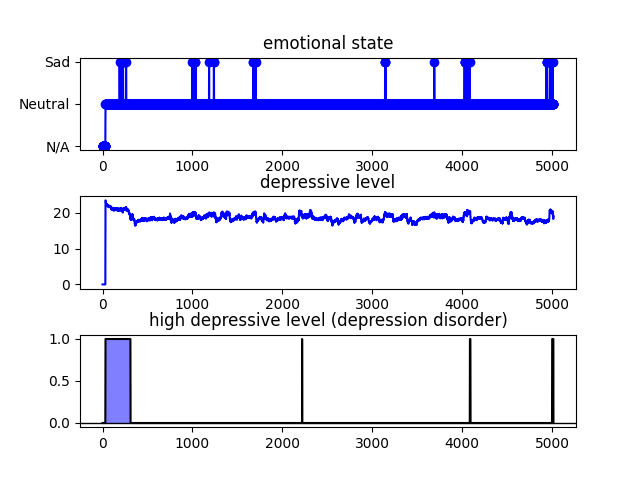 emotional state
Sad
Neutral
N/A
0 1000 2000 3000 4000 5000
depressive level
20
10
0
0 1000 2000 3000 4000 5000
high depressive level (depression disorder)
1.0
0.5
0.0
0 1000 2000 3000 4000 5000